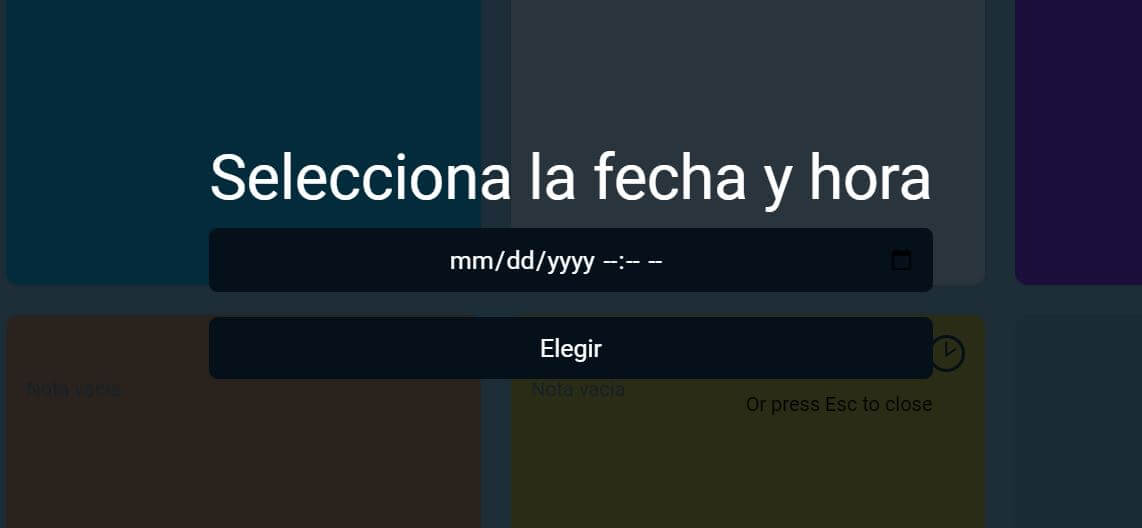 Selecciona la fecha y hora
mm/dd/yyyy --:-- --
Elegir
Nota vacía
Nota vacía
Or press Esc to close